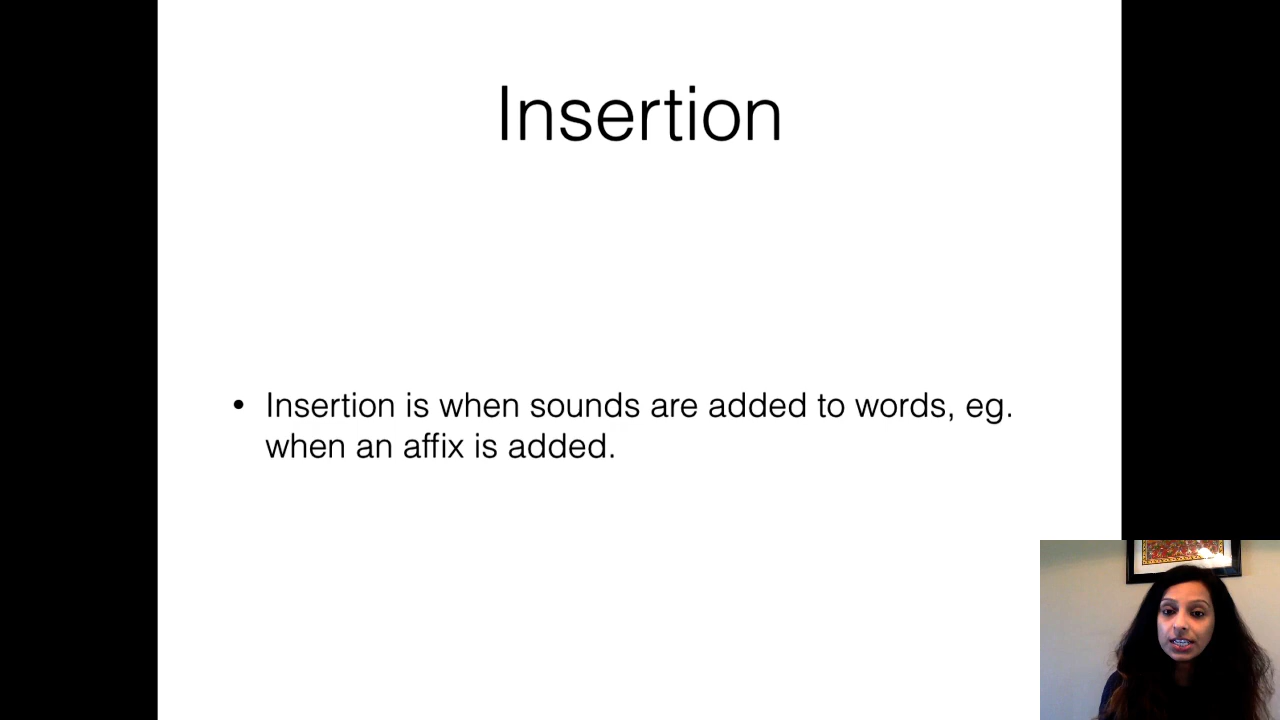 Insertion
• Insertion is when sounds are added to words, eg.
when an affix is added.